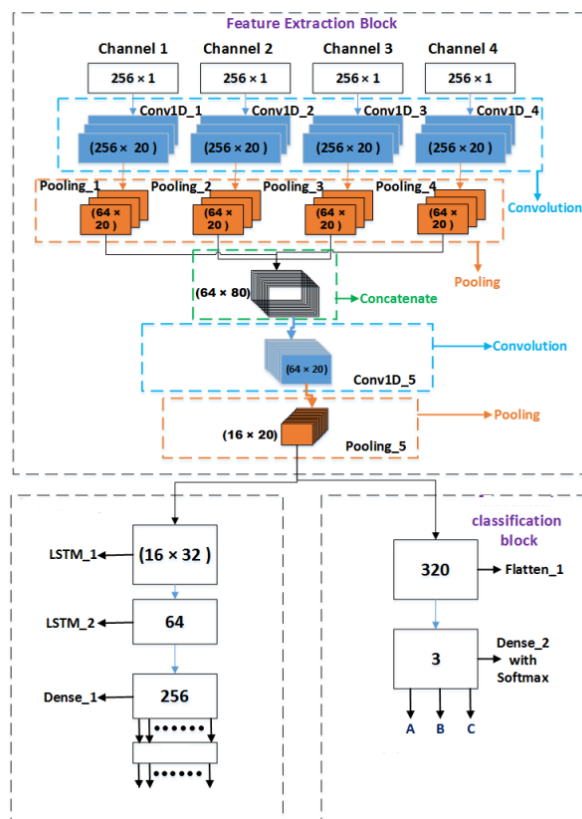 Feature Extraction Block
Channel 1 Channel 2 Channel 3 Channel 4
256 × 1 256 × 1 256 × 1 256 × 1
Conv1D_1 Conv1D_2 Conv1D_3 Conv1D_4
(256 × 20 ) (256 × 20 ) (256 × 20 ) (256 × 20 )
Pooling_1 Pooling_2 Pooling_3 Pooling_4
Convolution
(64 × (64 × (64 × (64 ×
20 ) 20 ) 20 ) 20 )
Pooling
(64 × 80)
Concatenate
Convolution
(64 × 20)
Conv1D_5
Pooling
(16 × 20)
Pooling_5
classification
block
LSTM_1 (16 × 32 )
320 Flatten_1
LSTM_2 64
3 Dense_2
with
Softmax
Dense_1 256
A B C